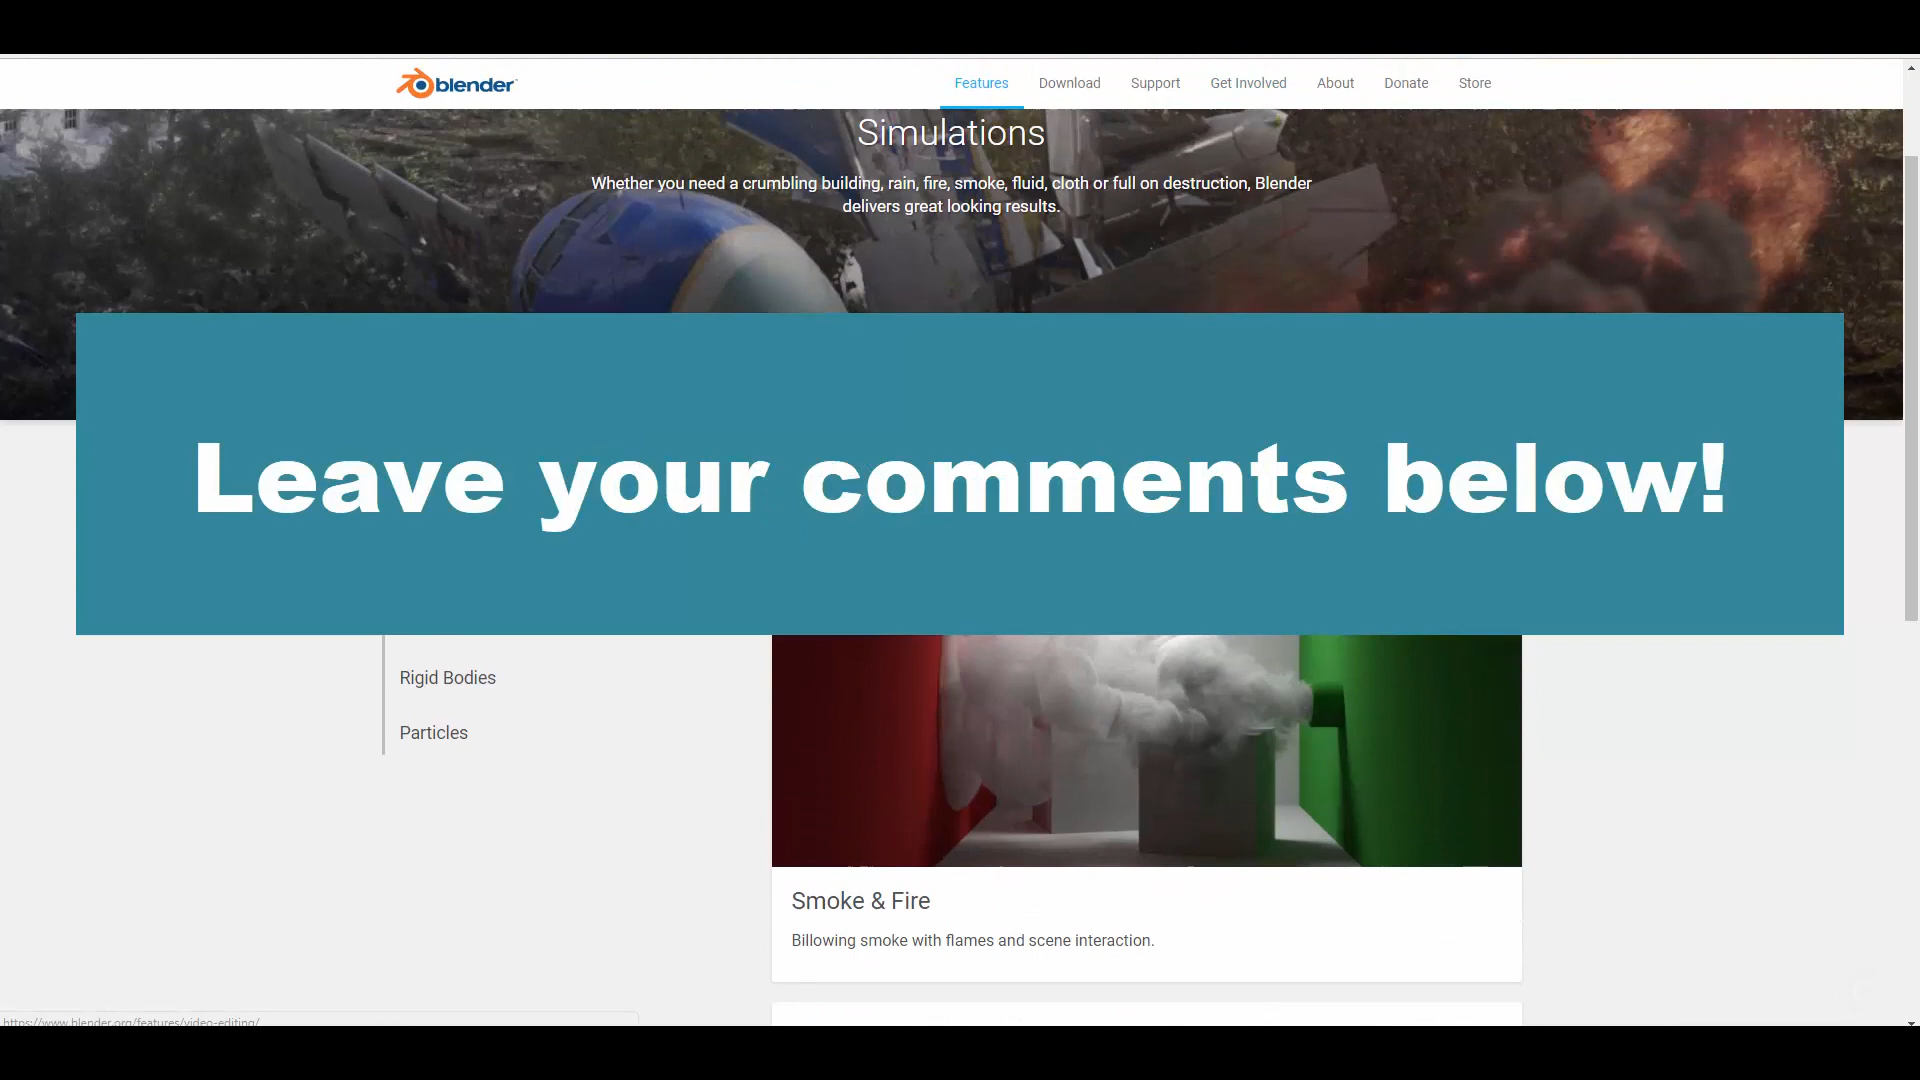 blender
Features Download Support Get Involved About Donate Store
Simulations
Whether you need a crumbling building, rain, fire, smoke, fluid, cloth or full on destruction, Blender
delivers great looking results.
Leave your comments below!
Rigid Bodies
Particles
Smoke & Fire
Billowing smoke with flames and scene interaction.
https://www.blender.org/features/video-editing/